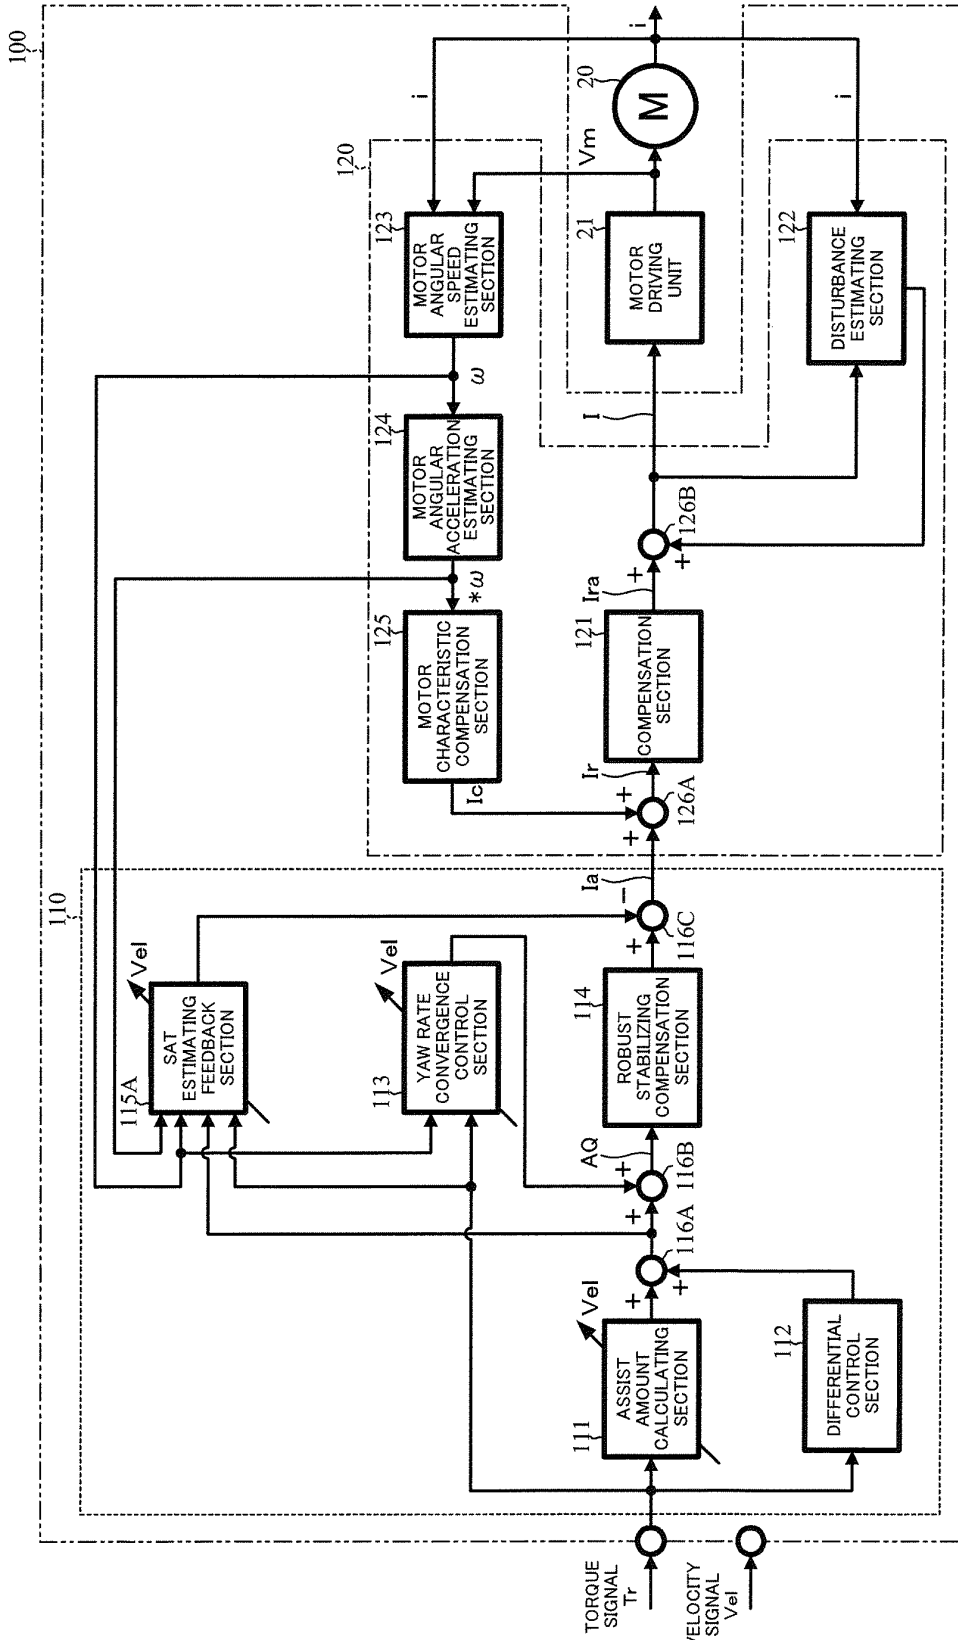 100
110
120
TORQUE
SIGNAL
Tr
VELOCITY
SIGNAL
Vel
ASSIST
AMOUNT
CALCULATING
SECTION
111
Vel
DIFFERENTIAL
CONTROL
SECTION
112
+
+
116A
+
+
116B
AQ
SAT
ESTIMATING
FEEDBACK
SECTION
115A
Vel
YAW RATE
CONVERGENCE
CONTROL
SECTION
113
Vel
ROBUST
STABILIZING
COMPENSATION
SECTION
114
+
−
116C
Ia
+
+
126A
Ir
Ic
MOTOR
CHARACTERISTIC
COMPENSATION
SECTION
125
*ω
MOTOR
ANGULAR
ACCELERATION
ESTIMATING
SECTION
124
ω
MOTOR
ANGULAR
SPEED
ESTIMATING
SECTION
123
i
COMPENSATION
SECTION
121
Ira
+
+
126B
I
MOTOR
DRIVING
UNIT
21
Vm
M
20
i
DISTURBANCE
ESTIMATING
SECTION
122
i